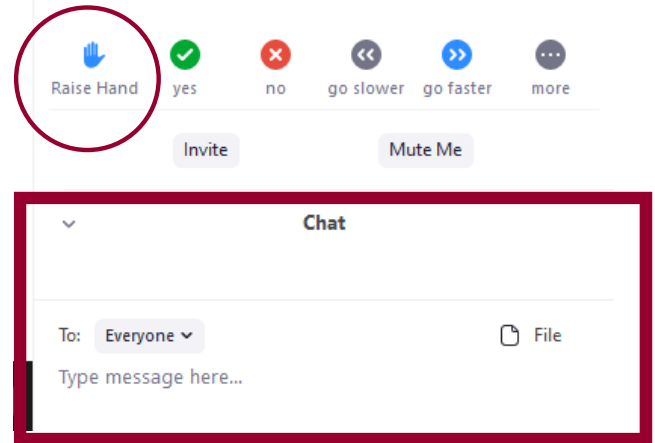 Raise Hand yes no go slower go faster more
Invite Mute Me
Chat
To: Everyone File
Type message here...